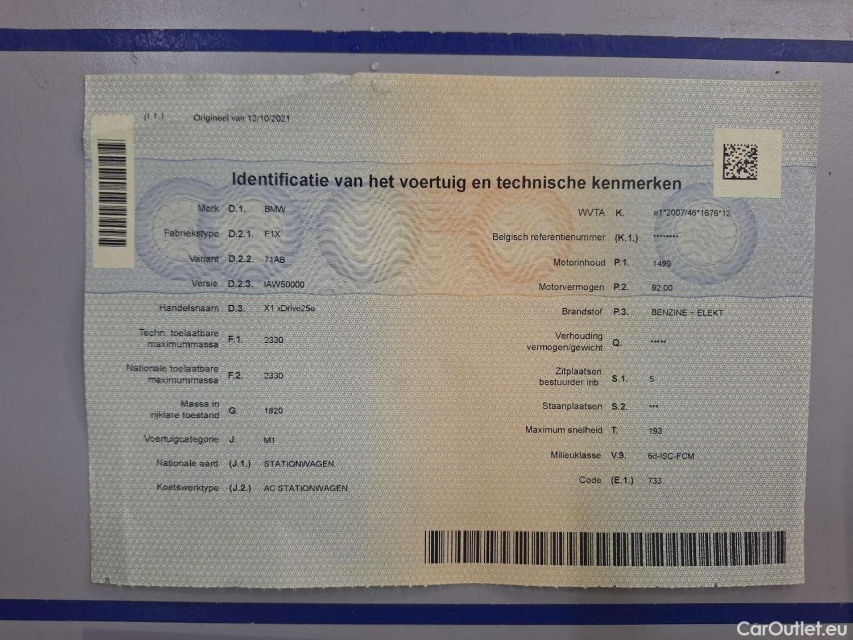 (I.1.) Origineel van 12/10/2021
Identificatie van het voertuig en technische kenmerken
Merk D.1. BMW
Fabriekstype D.2.1. F1X
Variant D.2.2. 71AB
Versie D.2.3. IAW50000
Handelsnaam D.3. X1 xDrive25e
Techn. toelaatbare
maximummassa F.1. 2330
Nationale toelaatbare
maximummassa F.2. 2330
Massa in
rijklare toestand G. 1820
Voertuigcategorie J. M1
Nationale aard (J.1.) STATIONWAGEN
Koetswerktype (J.2.) AC STATIONWAGEN
WVTA K. e1*2007/46*1676*12
Belgisch referentienummer (K.1.) ********
Motorinhoud P.1. 1499
Motorvermogen P.2. 92.00
Brandstof P.3. BENZINE - ELEKT
Verhouding
vermogen/gewicht Q. *****
Zitplaatsen
bestuurder inb. S.1. 5
Staanplaatsen S.2. ***
Maximum snelheid T. 193
Milieuklasse V.9. 6d-ISC-FCM
Code (E.1.) 733
CarOutlet.eu